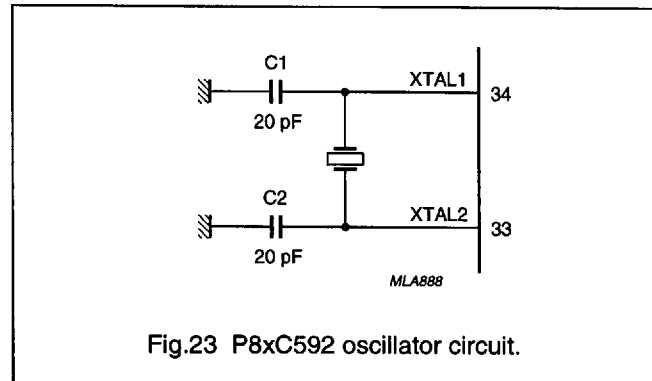 C1
XTAL1
34
20 pF
C2
XTAL2
33
20 pF
MLA888
Fig.23 P8xC592 oscillator circuit.